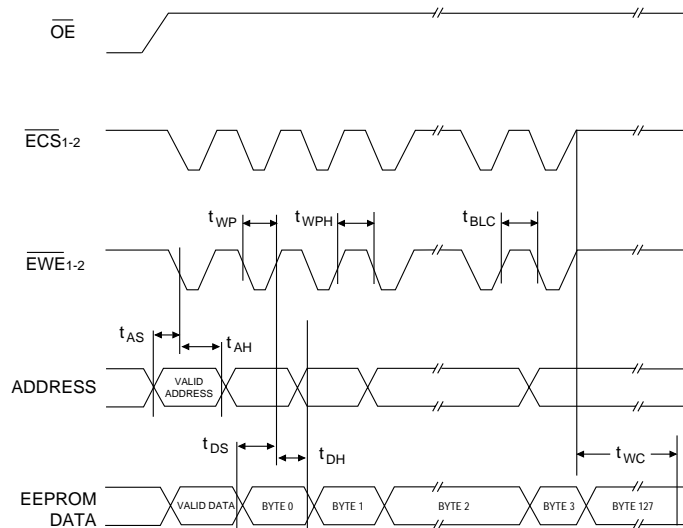 OE
ECS1-2
tWP
tWPH
tBLC
EWE1-2
tAS
tAH
ADDRESS
VALID
ADDRESS
tDS
tDH
tWC
EEPROM
DATA
VALID DATA
BYTE 0
BYTE 1
BYTE 2
BYTE 3
BYTE 127